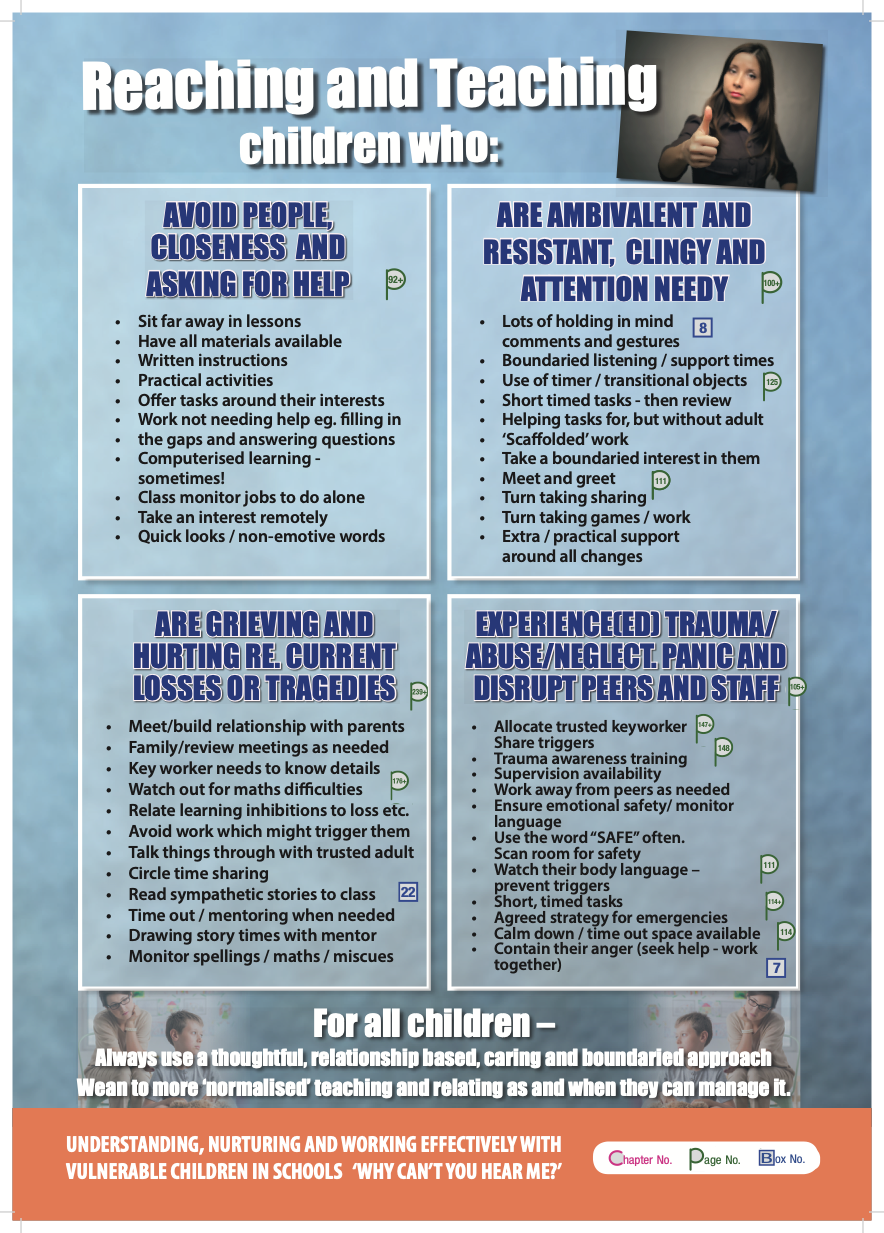 Reaching and Teaching
children who:
AVOID PEOPLE,
CLOSENESS AND
ASKING FOR HELP
92+
• Sit far away in lessons
• Have all materials available
• Written instructions
• Practical activities
• Offer tasks around their interests
• Work not needing help eg. filling in
• the gaps and answering questions
• Computerised learning -
sometimes!
• Class monitor jobs to do alone
• Take an interest remotely
• Quick looks / non-emotive words
ARE AMBIVALENT AND
RESISTANT, CLINGY AND
ATTENTION NEEDY
100+
• Lots of holding in mind
comments and gestures
8
• Boundaried listening / support times
• Use of timer / transitional objects
125
• Short timed tasks - then review
• Helping tasks for, but without adult
• ‘Scaffolded’ work
• Take a boundaried interest in them
• Meet and greet
111
• Turn taking sharing
• Turn taking games / work
• Extra / practical support
around all changes
ARE GRIEVING AND
HURTING RE. CURRENT
LOSSES OR TRAGEDIES
239+
• Meet/build relationship with parents
• Family/review meetings as needed
• Key worker needs to know details
• Watch out for maths difficulties
176+
• Relate learning inhibitions to loss etc.
• Avoid work which might trigger them
• Talk things through with trusted adult
• Circle time sharing
• Read sympathetic stories to class
22
• Time out / mentoring when needed
• Drawing story times with mentor
• Monitor spellings / maths / miscues
EXPERIENCE(ED) TRAUMA/
ABUSE/NEGLECT. PANIC AND
DISRUPT PEERS AND STAFF
105+
• Allocate trusted keyworker
147+
Share triggers
148
• Trauma awareness training
• Supervision availability
• Work away from peers as needed
• Ensure emotional safety/ monitor
language
• Use the word “SAFE” often.
Scan room for safety
• Watch their body language –
111
prevent triggers
• Short, timed tasks
114+
• Agreed strategy for emergencies
• Calm down / time out space available
114
• Contain their anger (seek help - work
together)
7
For all children –
Always use a thoughtful, relationship based, caring and boundaried approach
Wean to more ‘normalised’ teaching and relating as and when they can manage it.
UNDERSTANDING, NURTURING AND WORKING EFFECTIVELY WITH
VULNERABLE CHILDREN IN SCHOOLS ‘WHY CAN’T YOU HEAR ME?’
Chapter No. Page No. Box No.